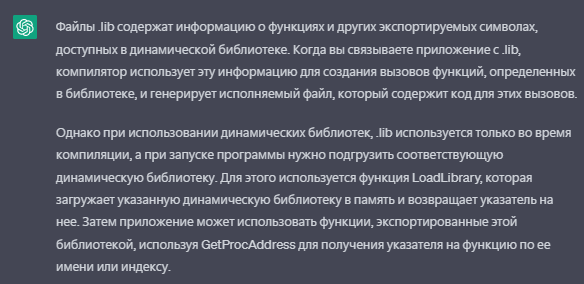 Файлы .lib содержат информацию о функциях и других экспортируемых символах,
доступных в динамической библиотеке. Когда вы связываете приложение с .lib,
компилятор использует эту информацию для создания вызовов функций, определенных
в библиотеке, и генерирует исполняемый файл, который содержит код для этих вызовов.
Однако при использовании динамических библиотек, .lib используется только во время
компиляции, а при запуске программы нужно подгрузить соответствующую
динамическую библиотеку. Для этого используется функция LoadLibrary, которая
загружает указанную динамическую библиотеку в память и возвращает указатель на
нее. Затем приложение может использовать функции, экспортированные этой
библиотекой, используя GetProcAddress для получения указателя на функцию по ее
имени или индексу.